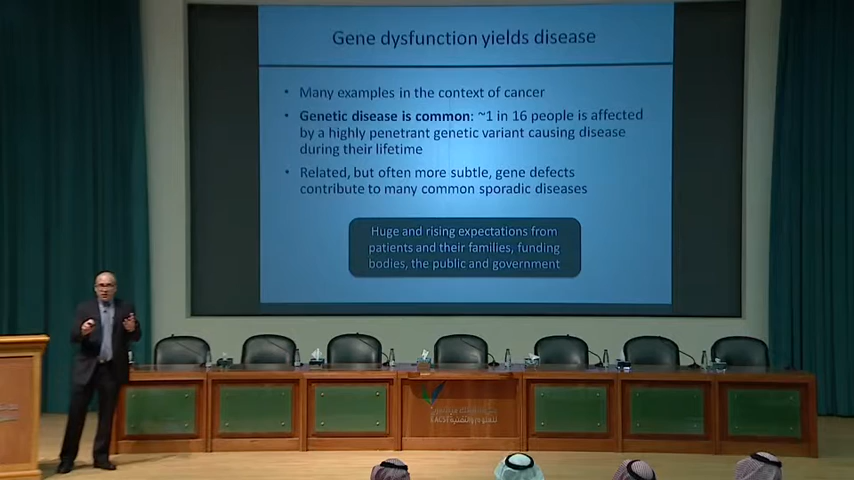 Gene dysfunction yields disease
• Many examples in the context of cancer
• Genetic disease is common: ~1 in 16 people is affected
by a highly penetrant genetic variant causing disease
during their lifetime
• Related, but often more subtle, gene defects
contribute to many common sporadic diseases
Huge and rising expectations from
patients and their families, funding
bodies, the public and government
للعلوم والتقنية KACST